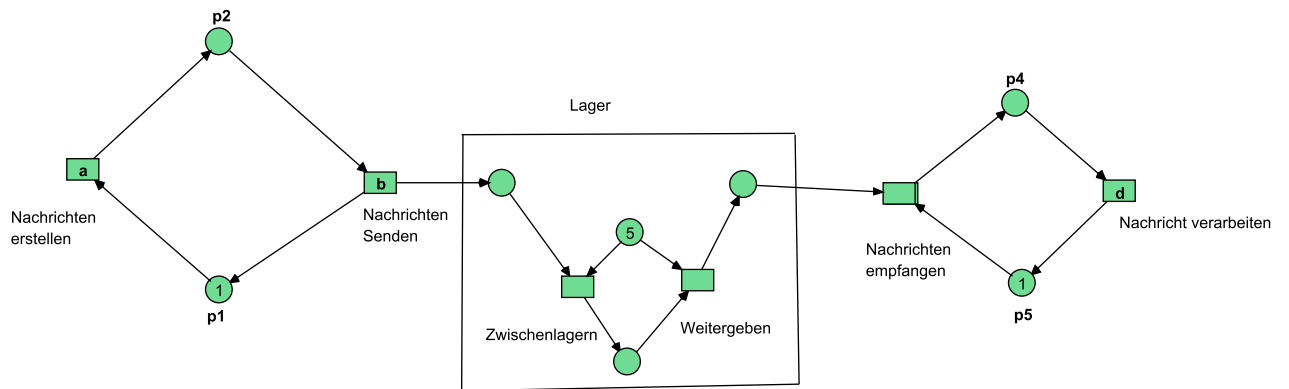 p2
p4
Lager
a
b
d
Nachrichten
erstellen
Nachrichten
Senden
5
Nachricht verarbeiten
Nachrichten
empfangen
1
p1
1
p5
Zwischenlagern
Weitergeben